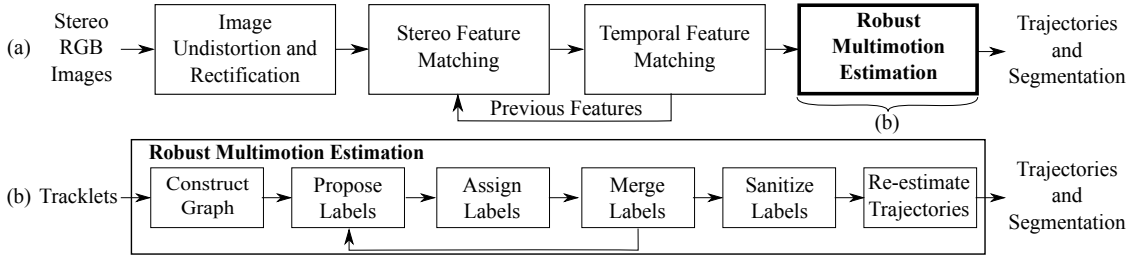 (a)
Stereo
RGB
Images
Image
Undistortion and
Rectification
Stereo Feature
Matching
Temporal Feature
Matching
Previous Features
Robust
Multimotion
Estimation
(b)
Trajectories
and
Segmentation
(b) Tracklets
Robust Multimotion Estimation
Construct
Graph
Propose
Labels
Assign
Labels
Merge
Labels
Sanitize
Labels
Re-estimate
Trajectories
Trajectories
and
Segmentation